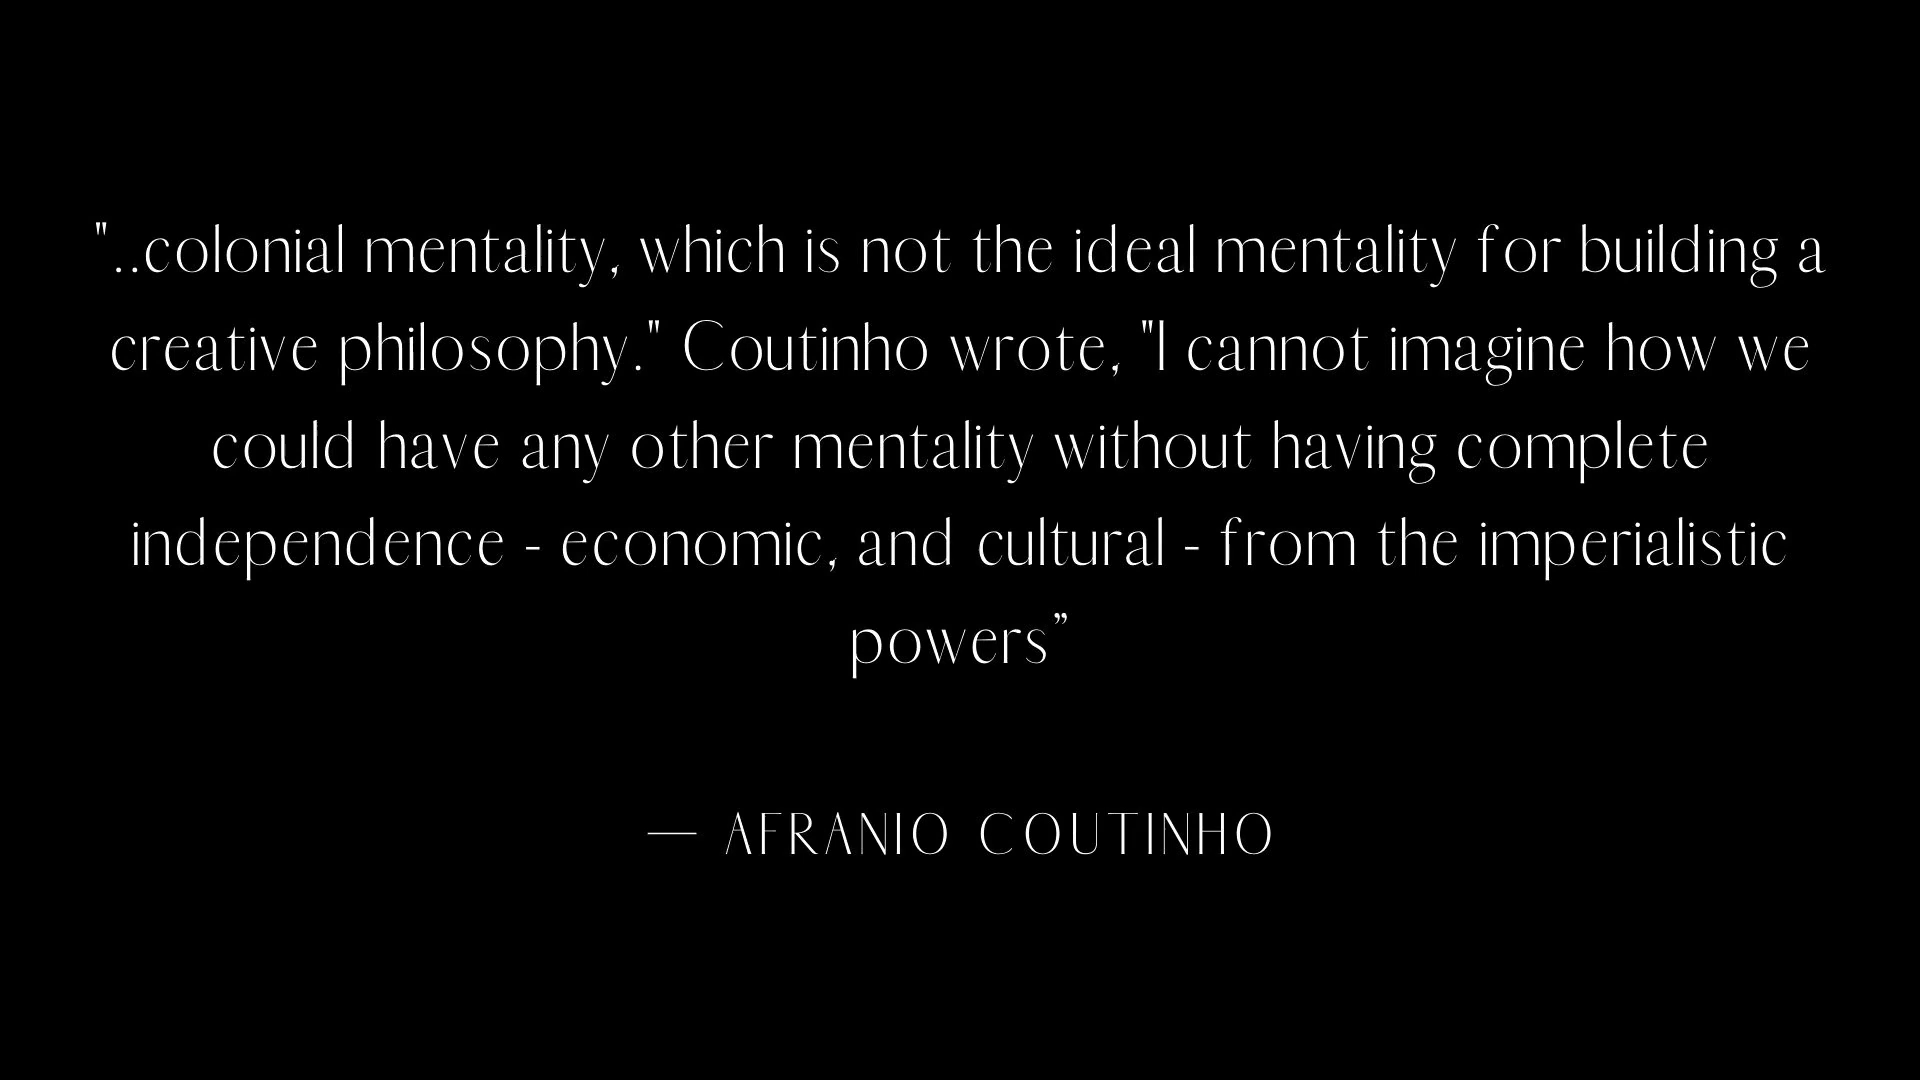 "..colonial mentality, which is not the ideal mentality for building a
creative philosophy." Coutinho wrote, "I cannot imagine how we
could have any other mentality without having complete
independence - economic, and cultural - from the imperialistic
powers”
— AFRANIO COUTINHO